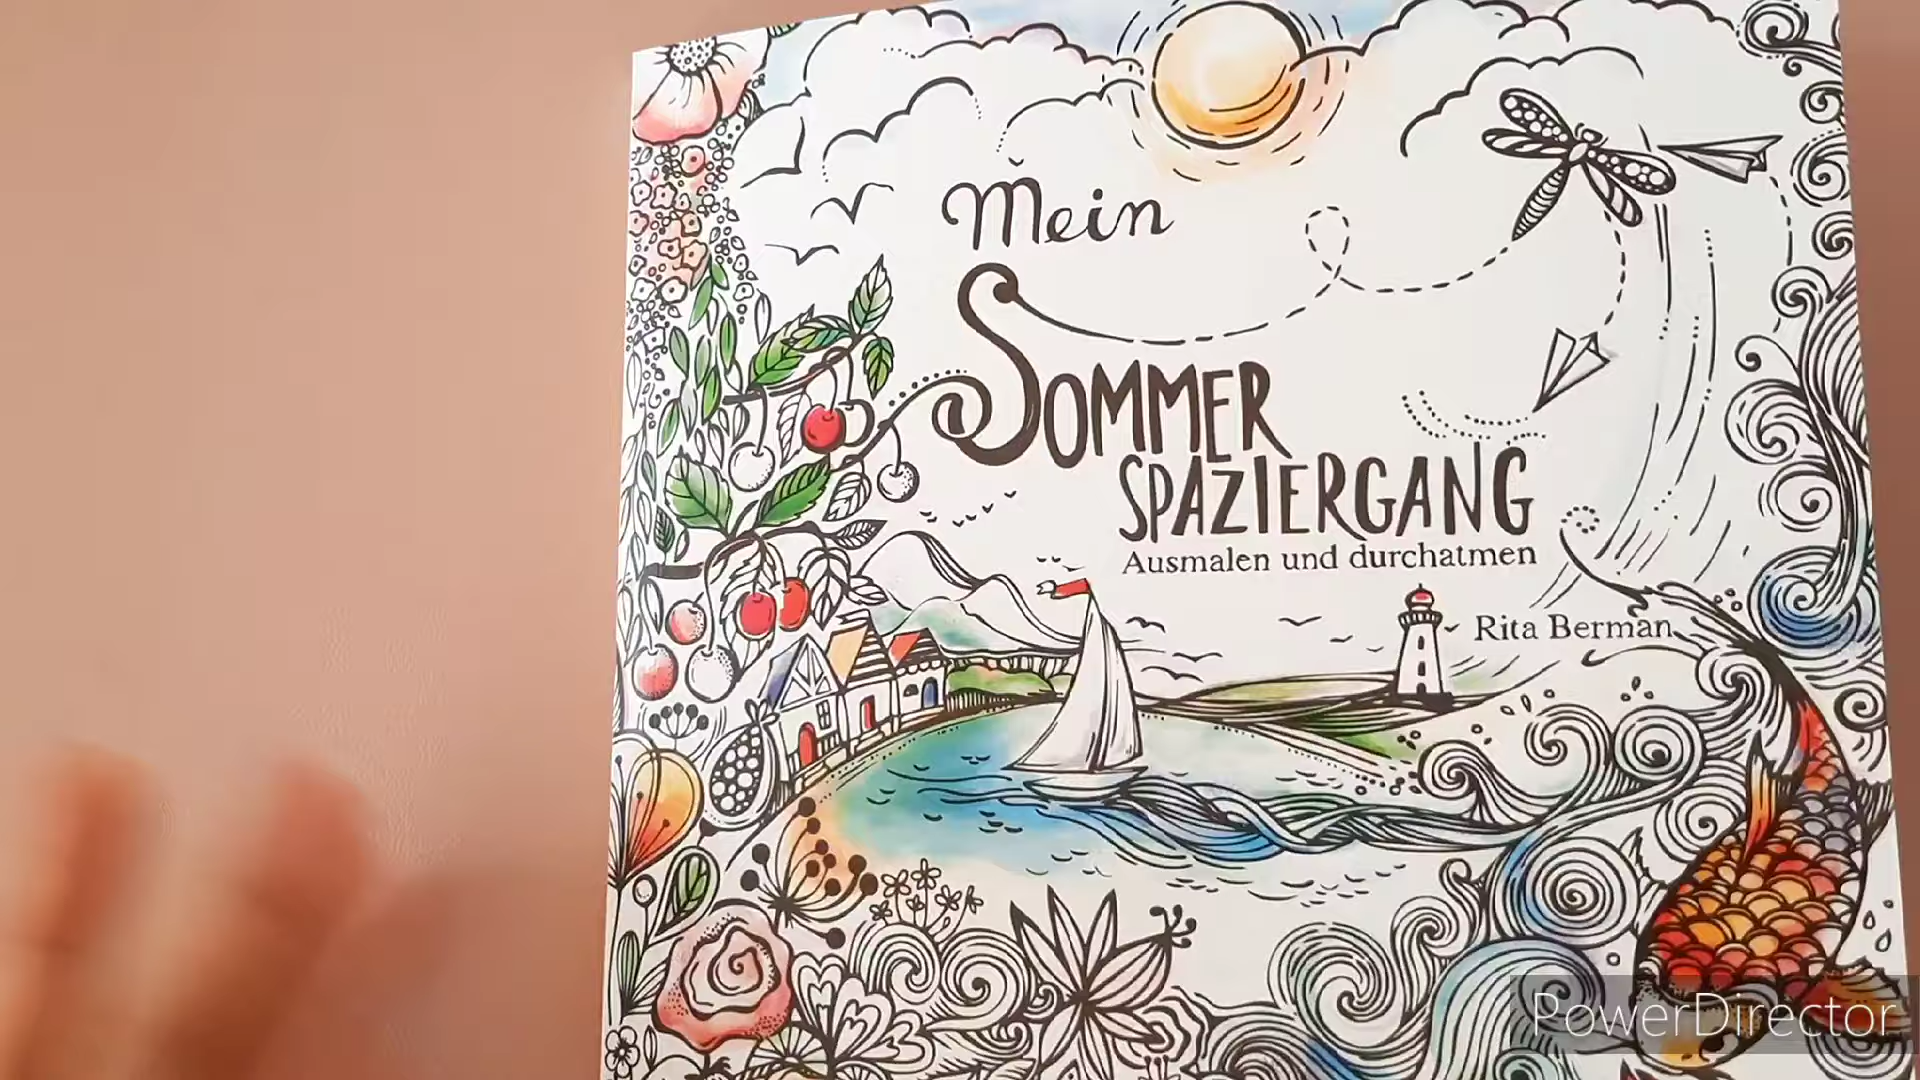 Mein
SOMMER
SPAZIERGANG
Ausmalen und durchatmen
Rita Berman
PowerDirector